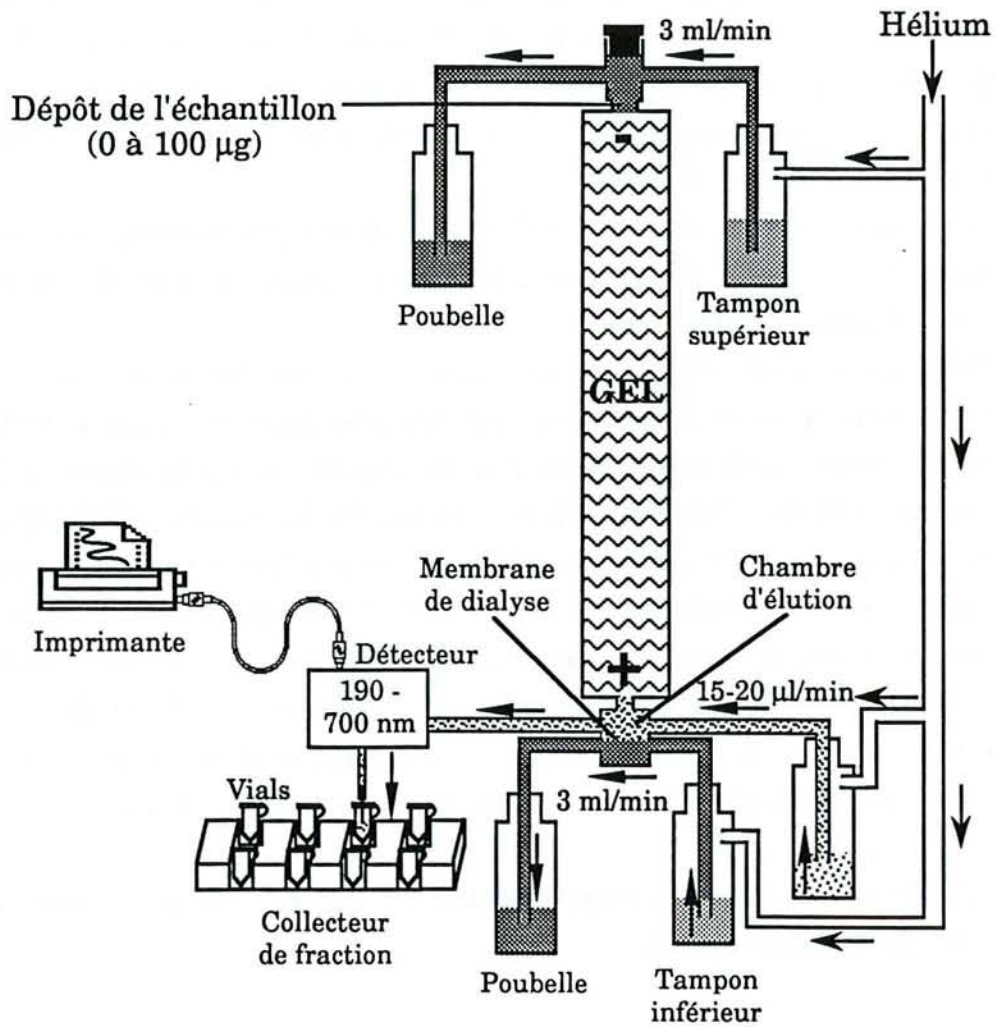 3 ml/min
Hélium
Dépôt de l'échantillon
(0 à 100 µg)
-
Poubelle
Tampon
supérieur
GEL
Membrane
de dialyse
Chambre
d'élution
Imprimante
Détecteur
190 -
700 nm
+
15-20 µl/min
Vials
3 ml/min
Collecteur
de fraction
Poubelle
Tampon
inférieur